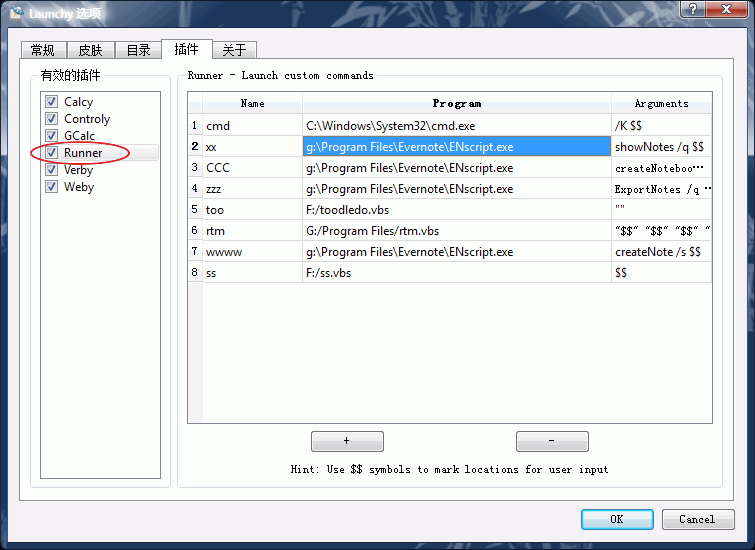 Launchy 选项
常规 皮肤 目录 插件 关于
有效的插件
Calcy
Controly
GCalc
Runner
Verby
Weby
Runner - Launch custom commands
Name Program Arguments
1 cmd C:\Windows\System32\cmd.exe /K $$
2 xx g:\Program Files\Evernote\ENscript.exe showNotes /q $$
3 CCC g:\Program Files\Evernote\ENscript.exe createNoteboo…
4 zzz g:\Program Files\Evernote\ENscript.exe ExportNotes /q …
5 too F:/toodledo.vbs ""
6 rtm G:/Program Files/rtm.vbs "$$" "$$" "$$" "
7 wwww g:\Program Files\Evernote\ENscript.exe createNote /s $$
8 ss F:/ss.vbs $$
+ -
Hint: Use $$ symbols to mark locations for user input
OK Cancel